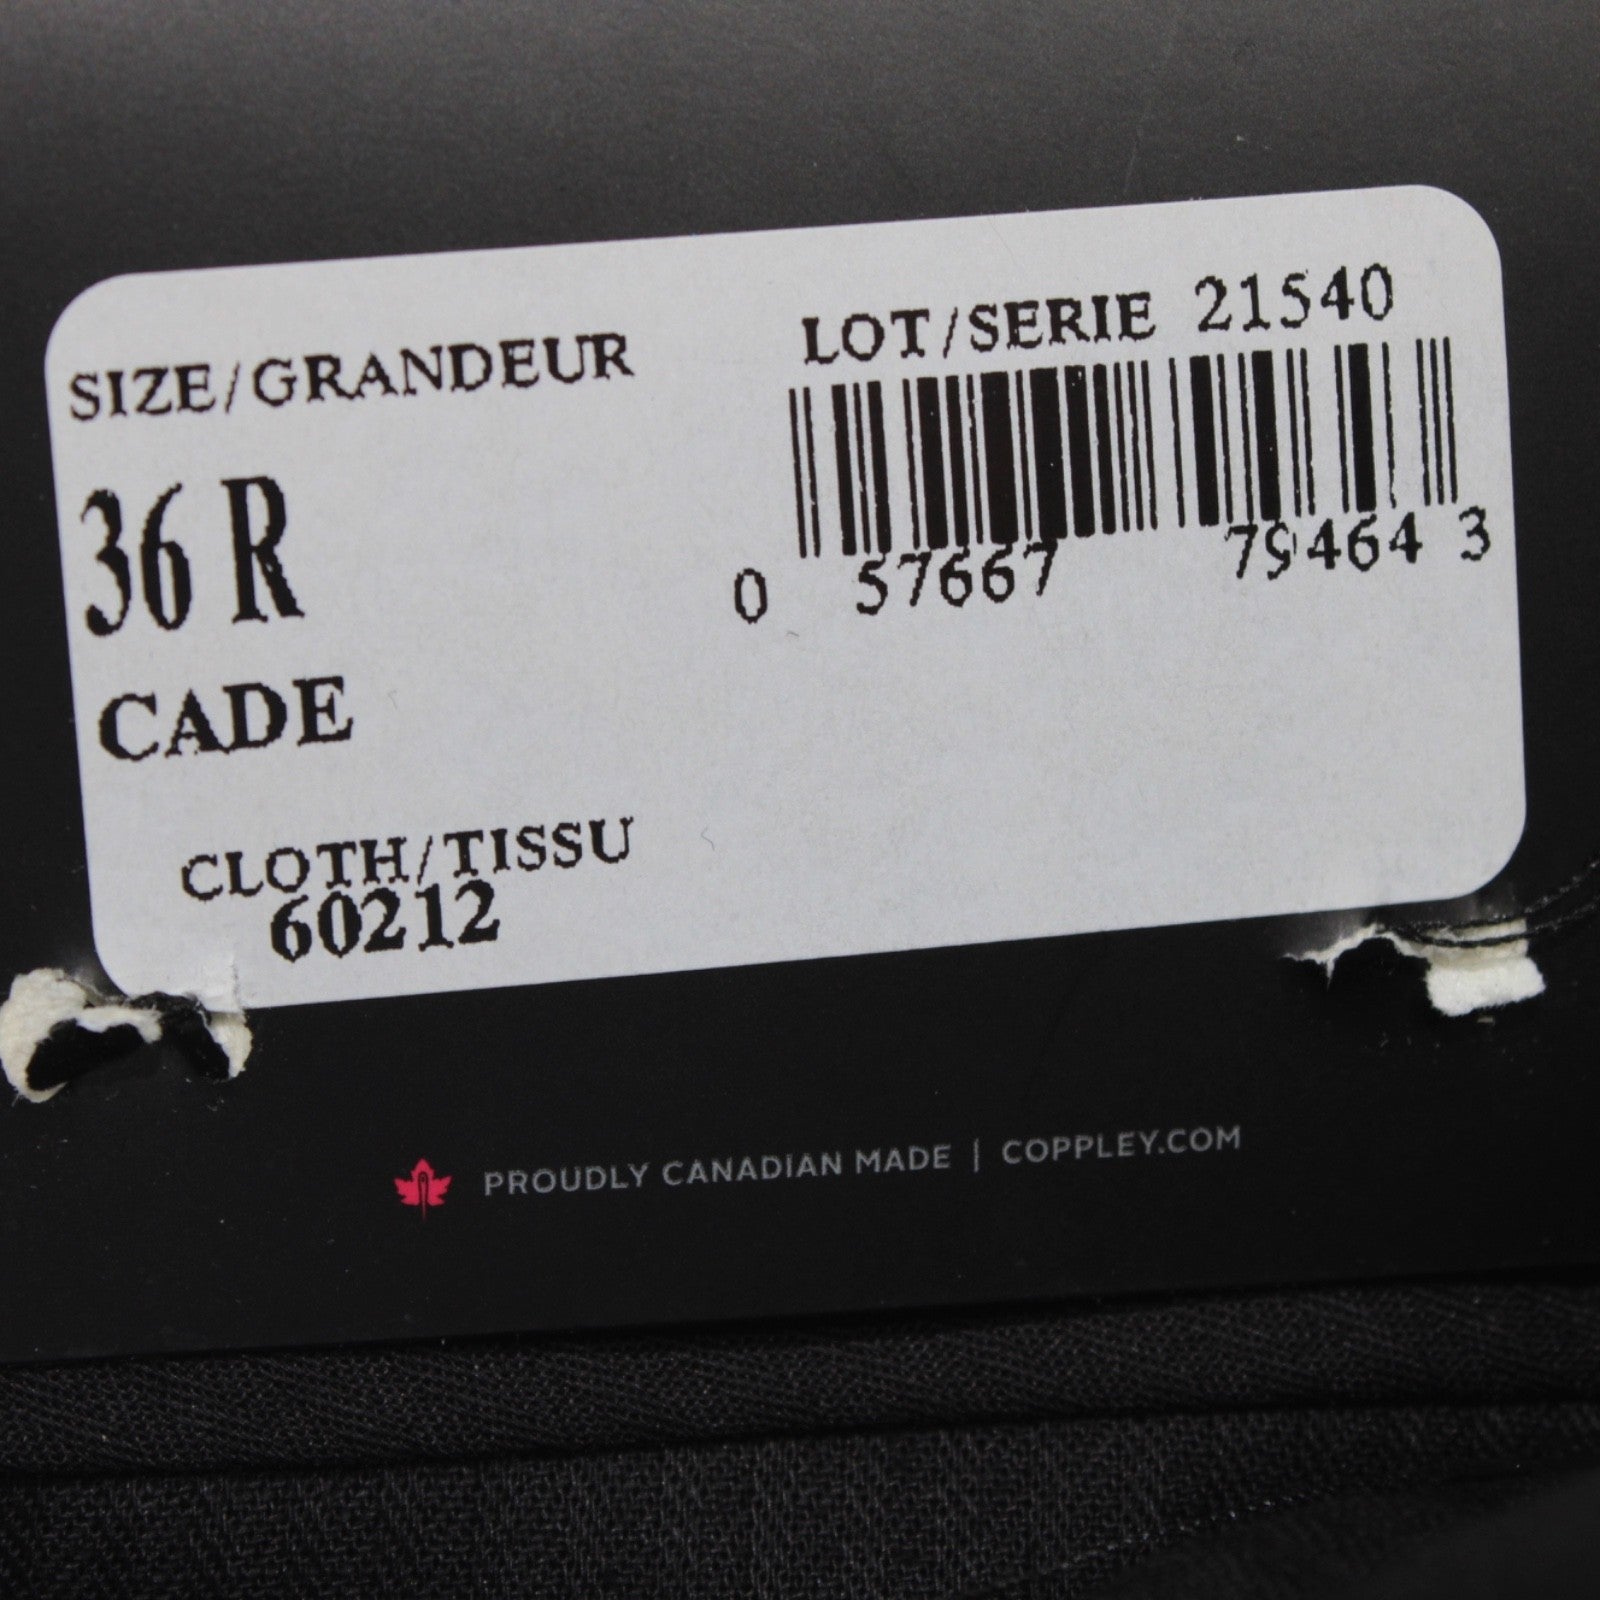 SIZE/GRANDEUR
36 R
CADE
CLOTH/TISSU
60212
LOT/SERIE 21540
0 57667 79464 3
PROUDLY CANADIAN MADE | COPPLEY.COM